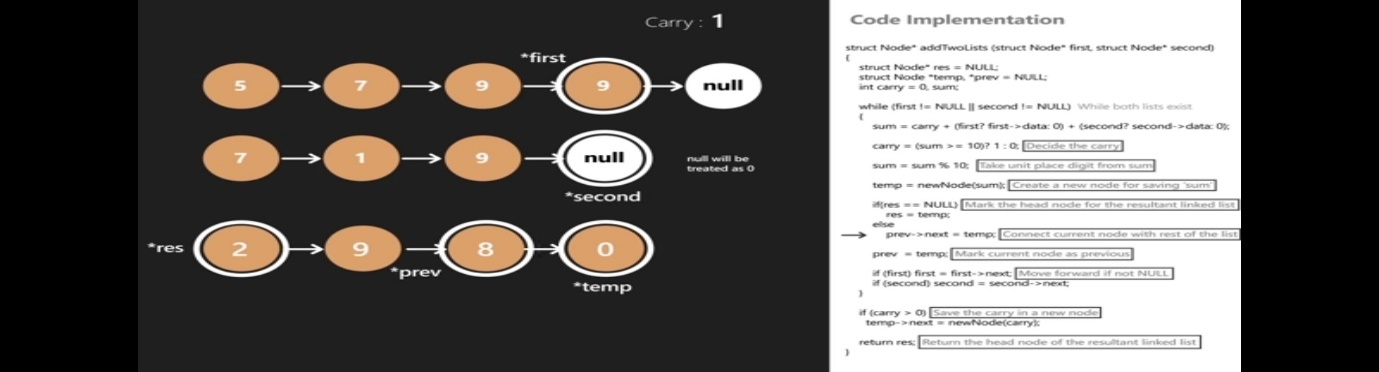 Carry : 1
*first
5 7 9 9 null
7 1 9 null
null will be
treated as 0
*second
*res 2 9 8 0
*prev
*temp
Code Implementation
struct Node* addTwoLists (struct Node* first, struct Node* second)
{
struct Node* res = NULL;
struct Node *temp, *prev = NULL;
int carry = 0, sum;
while (first != NULL || second != NULL) While both lists exist
{
sum = carry + (first? first->data: 0) + (second? second->data: 0);
carry = (sum >= 10)? 1 : 0; Decide the carry
sum = sum % 10; Take unit place digit from sum
temp = newNode(sum); Create a new node for saving 'sum'
if(res == NULL) Mark the head node for the resultant linked list
res = temp;
else
prev->next = temp; Connect current node with rest of the list
prev = temp; Mark current node as previous
if (first) first = first->next; Move forward if not NULL
if (second) second = second->next;
}
if (carry > 0) Save the carry in a new node
temp->next = newNode(carry);
return res; Return the head node of the resultant linked list
}